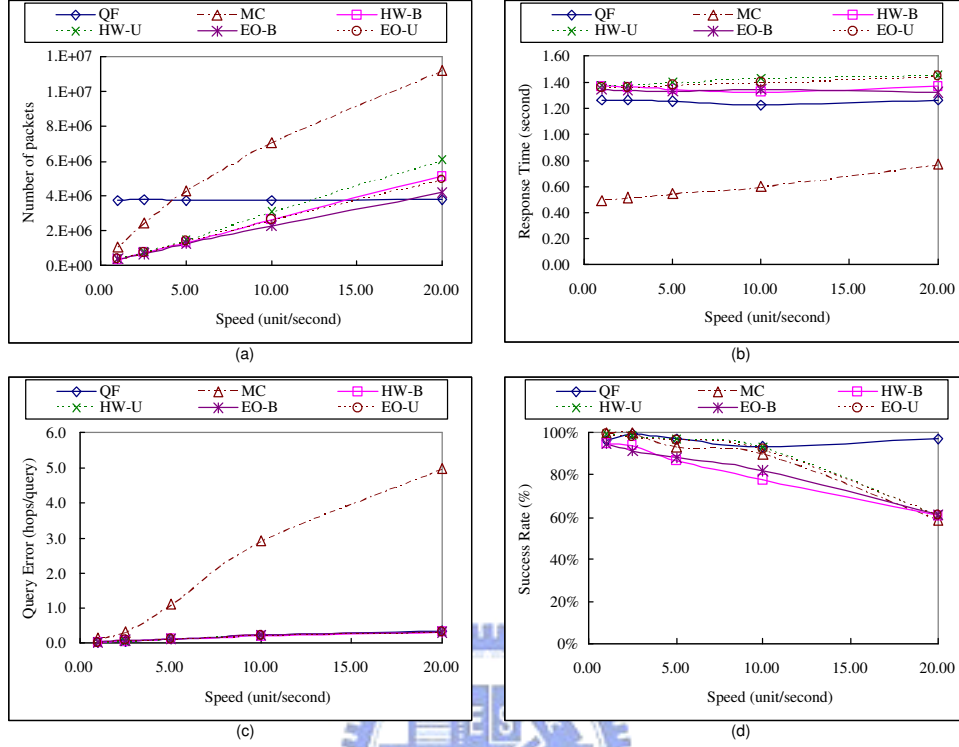 QF MC HW-B
HW-U EO-B EO-U
1.E+07
1.E+07
8.E+06
6.E+06
4.E+06
2.E+06
0.E+00
Number of packets
0.00 5.00 10.00 15.00 20.00
Speed (unit/second)
(a)
QF MC HW-B
HW-U EO-B EO-U
1.60
1.40
1.20
1.00
0.80
0.60
0.40
0.20
0.00
Response Time (second)
0.00 5.00 10.00 15.00 20.00
Speed (unit/second)
(b)
QF MC HW-B
HW-U EO-B EO-U
6.0
5.0
4.0
3.0
2.0
1.0
0.0
Query Error (hops/query)
0.00 5.00 10.00 15.00 20.00
Speed (unit/second)
(c)
QF MC HW-B
HW-U EO-B EO-U
100%
80%
60%
40%
20%
0%
Success Rate (%)
0.00 5.00 10.00 15.00 20.00
Speed (unit/second)
(d)